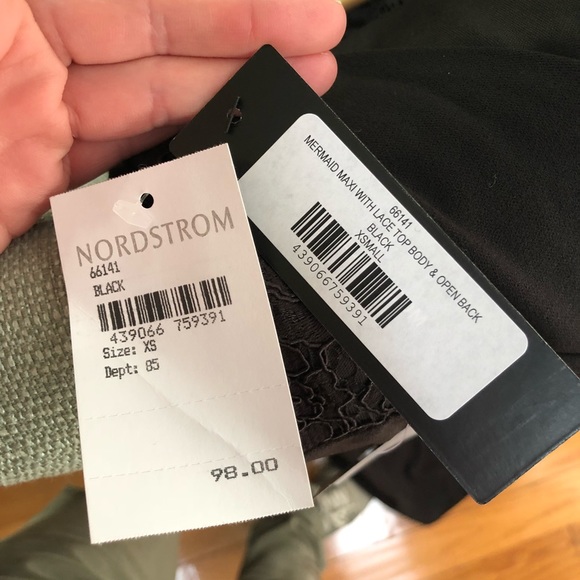 NORDSTROM
66141
BLACK
439066 759391
Size: XS
Dept: 85
98.00
66141
MERMAID MAXI WITH LACE TOP BODY & OPEN BACK
BLACK
XSMALL
439066759391